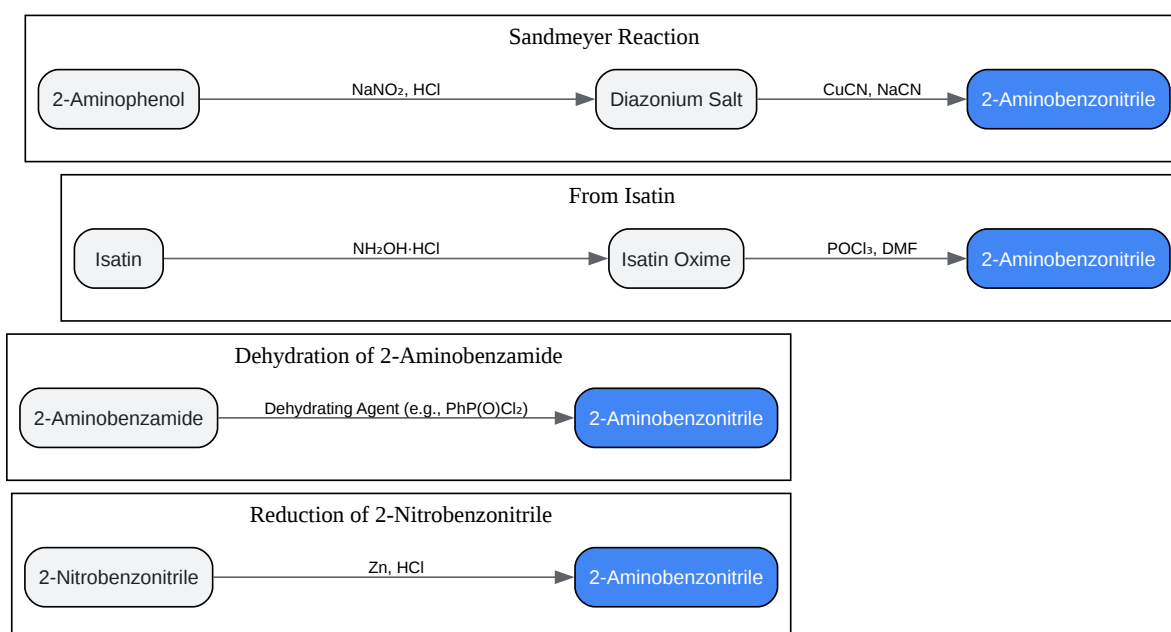 Sandmeyer Reaction
2-Aminophenol
NaNO₂, HCl
Diazonium Salt
CuCN, NaCN
2-Aminobenzonitrile
From Isatin
Isatin
NH₂OH·HCl
Isatin Oxime
POCl₃, DMF
2-Aminobenzonitrile
Dehydration of 2-Aminobenzamide
2-Aminobenzamide
Dehydrating Agent (e.g., PhP(O)Cl₂)
2-Aminobenzonitrile
Reduction of 2-Nitrobenzonitrile
2-Nitrobenzonitrile
Zn, HCl
2-Aminobenzonitrile